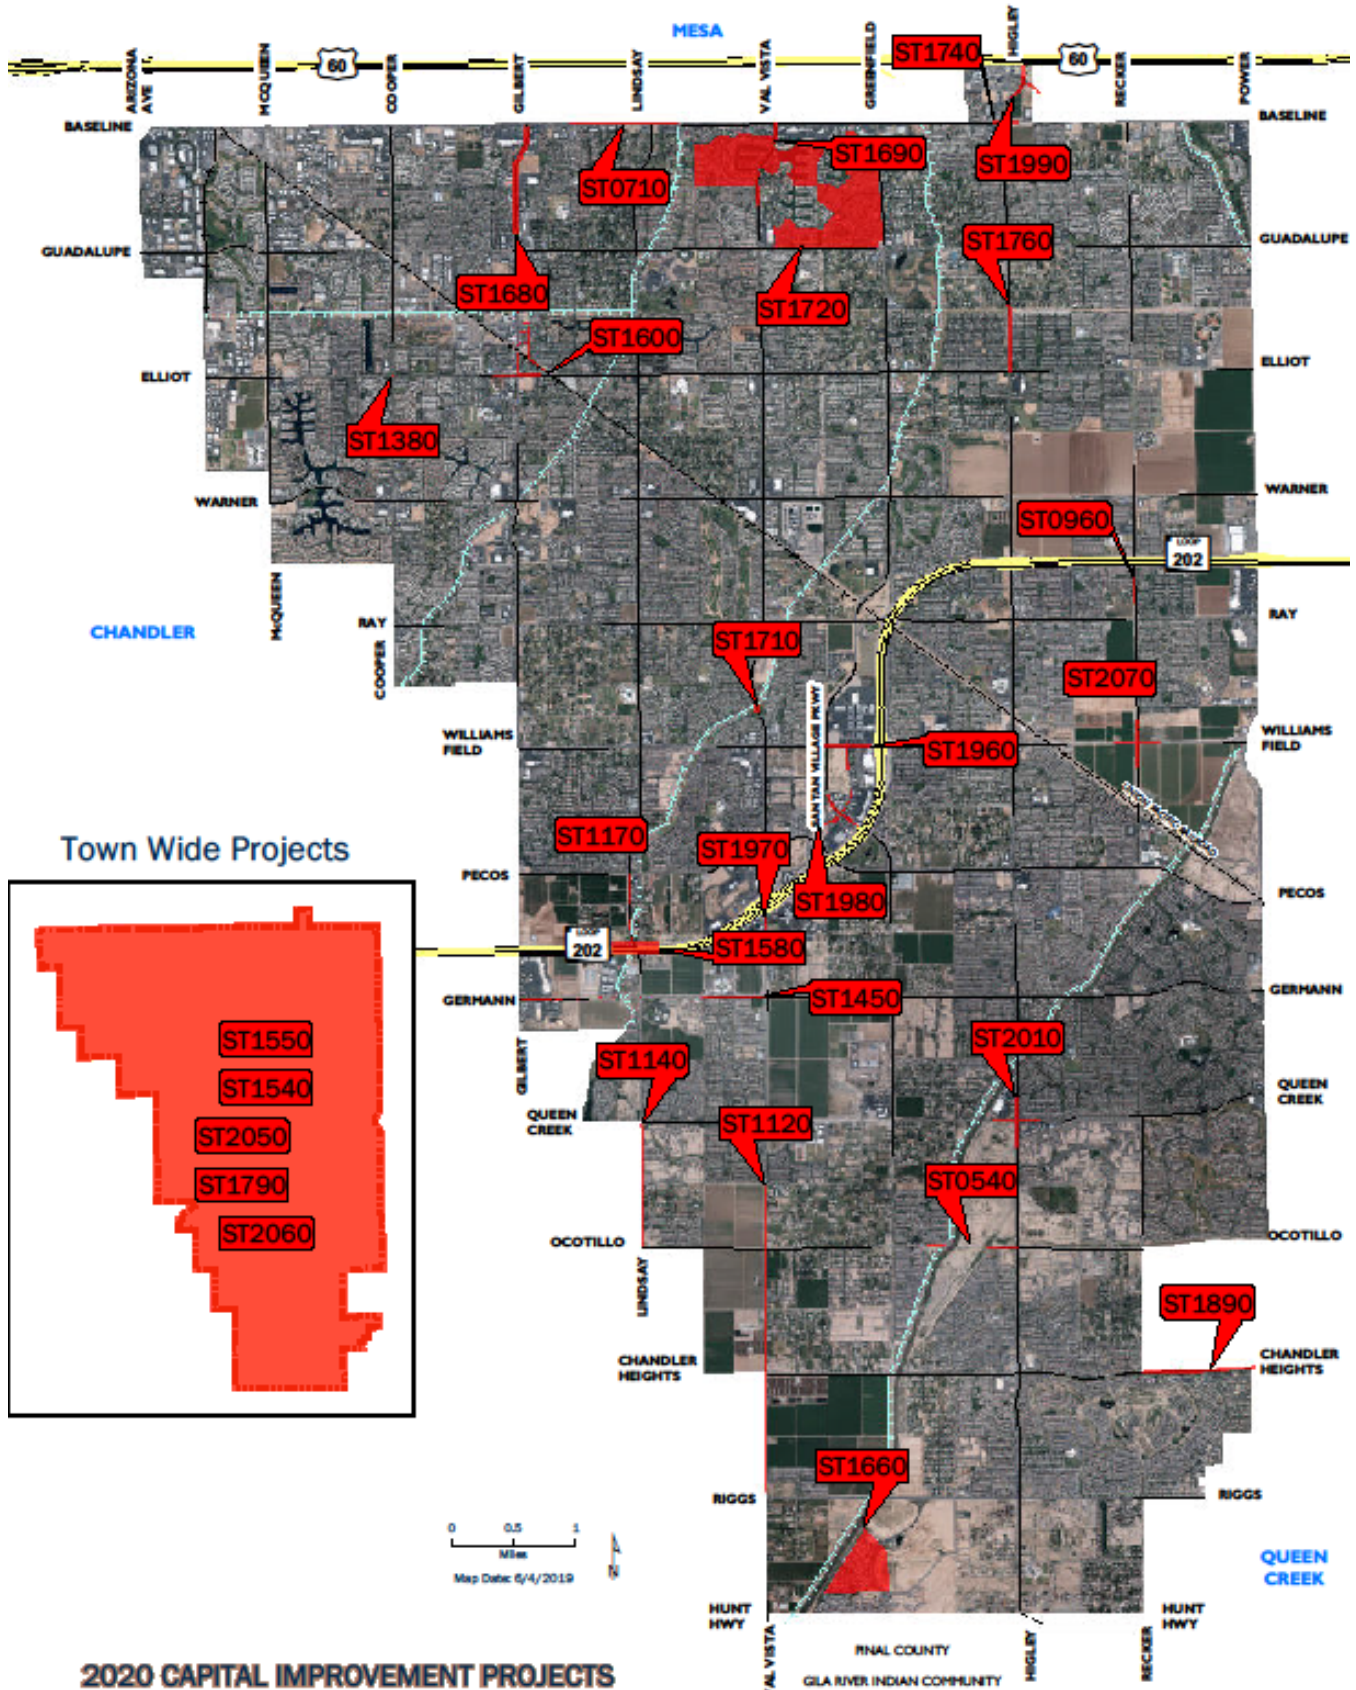 MESA
ARIZONA
AVE
MCQUEEN
60
COOPER
GILBERT
LINDSAY
VAL VISTA
GREENFIELD
ST1740
HIGLEY
60
RECKER
POWER
BASELINE
BASELINE
ST0710
ST1690
ST1990
GUADALUPE
GUADALUPE
ST1760
ST1680
ST1720
ST1600
ELLIOT
ELLIOT
ST1380
WARNER
WARNER
ST0960
LOOP
202
MCQUEEN
CHANDLER
RAY
RAY
COOPER
ST1710
ST2070
SAN TAN VILLAGE PKWY
WILLIAMS
FIELD
WILLIAMS
FIELD
ST1960
Town Wide Projects
ST1170
ST1970
PECOS
PECOS
ST1980
LOOP
202
ST1580
GERMANN
GERMANN
ST1450
ST1550
ST1540
ST2050
ST1790
ST2060
GILBERT
ST1140
ST2010
QUEEN
CREEK
QUEEN
CREEK
ST1120
ST0540
OCOTILLO
OCOTILLO
LINDSAY
ST1890
CHANDLER
HEIGHTS
CHANDLER
HEIGHTS
ST1660
RIGGS
RIGGS
0 0.5 1
Miles
Map Date: 6/4/2019
N
QUEEN
CREEK
HUNT
HWY
HUNT
HWY
VAL VISTA
PINAL COUNTY
GILA RIVER INDIAN COMMUNITY
HIGLEY
RECKER
2020 CAPITAL IMPROVEMENT PROJECTS